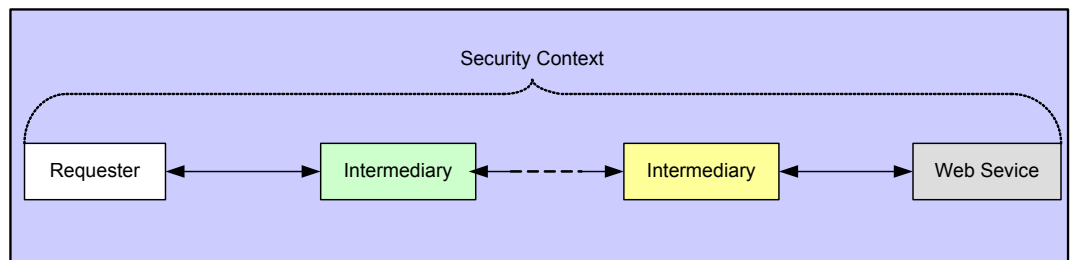 Security Context
Requester
Intermediary
Intermediary
Web Sevice